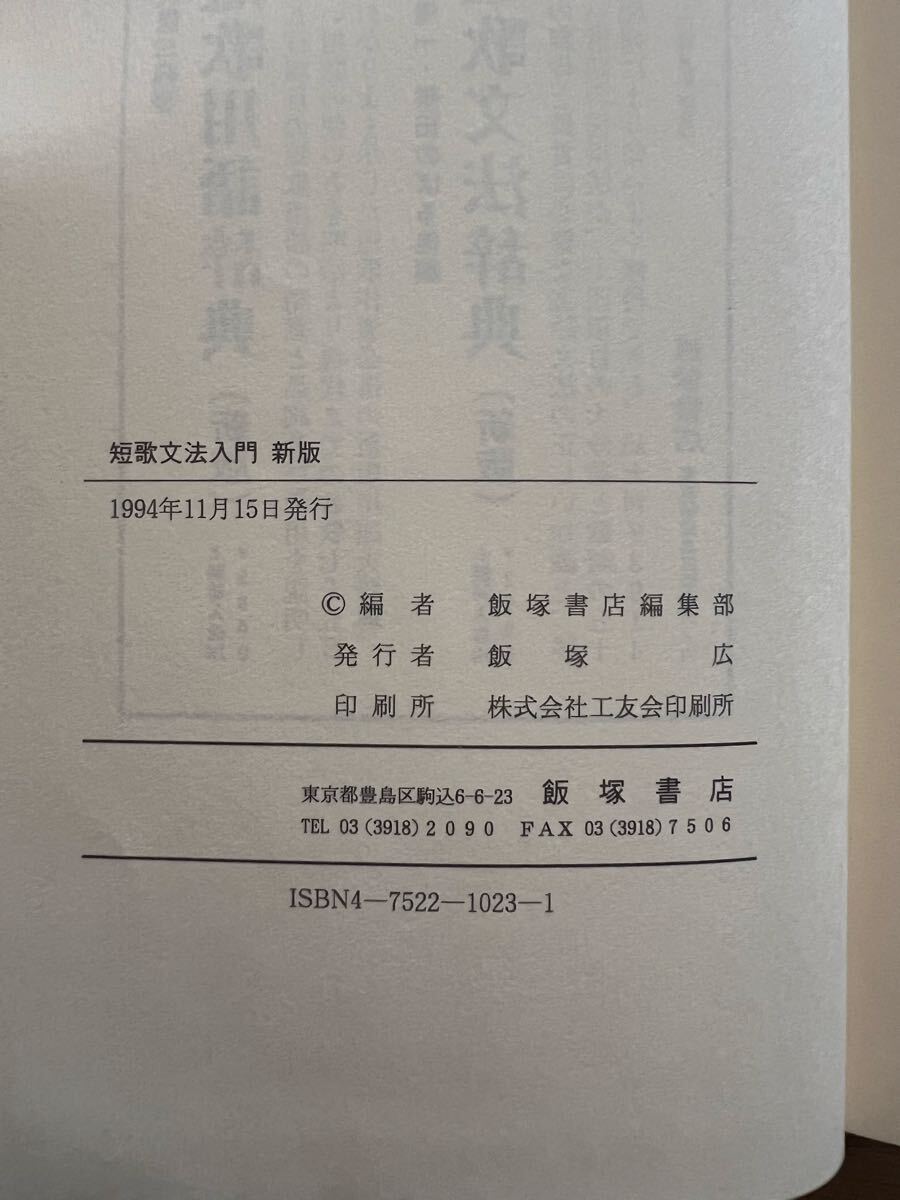 短歌文法入門 新版
1994年11月15日発行
©編者 飯塚書店編集部
発行者 飯塚広
印刷所 株式会社工友会印刷所
東京都豊島区駒込6-6-23 飯塚書店
TEL 03(3918)2090 FAX 03(3918)7506
ISBN4—7522—1023—1